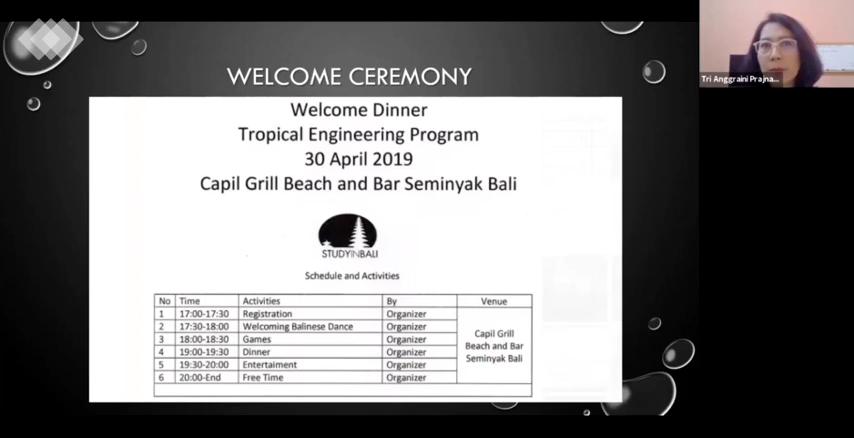 WELCOME CEREMONY
Welcome Dinner
Tropical Engineering Program
30 April 2019
Capil Grill Beach and Bar Seminyak Bali
STUDYINBALI
Schedule and Activities
No Time Activities By Venue
1 17:00-17:30 Registration Organizer
2 17:30-18:00 Welcoming Balinese Dance Organizer
3 18:00-18:30 Games Organizer
4 19:00-19:30 Dinner Organizer
5 19:30-20:00 Entertaiment Organizer
6 20:00-End Free Time Organizer
Capil Grill
Beach and Bar
Seminyak Bali
Tri Anggraini Prajna...